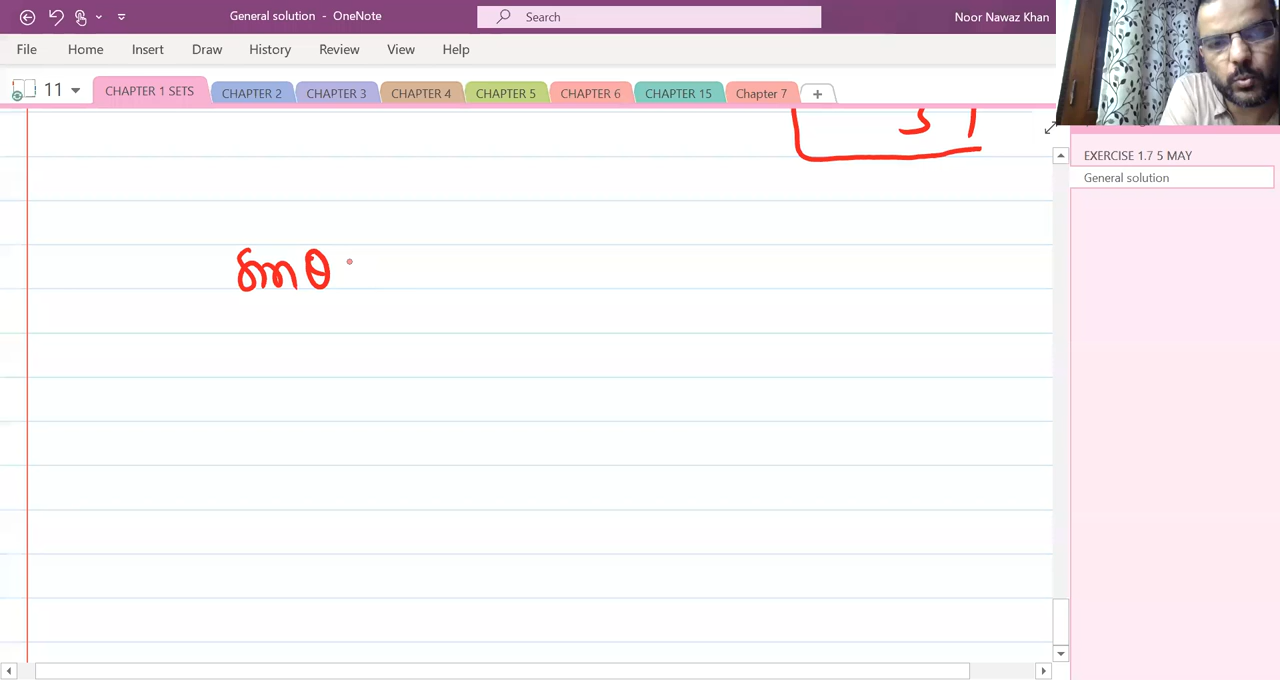 General solution - OneNote
Search
Noor Nawaz Khan
File Home Insert Draw History Review View Help
11
CHAPTER 1 SETS CHAPTER 2 CHAPTER 3 CHAPTER 4 CHAPTER 5 CHAPTER 6 CHAPTER 15 Chapter 7 +
EXERCISE 1.7 5 MAY
General solution
sinθ